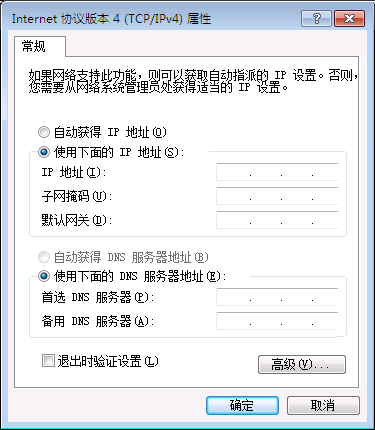 Internet 协议版本 4 (TCP/IPv4) 属性
常规
如果网络支持此功能，则可以获取自动指派的 IP 设置。否则，
您需要从网络系统管理员处获得适当的 IP 设置。
自动获得 IP 地址(O)
使用下面的 IP 地址(S):
IP 地址(I):
子网掩码(U):
默认网关(D):
自动获得 DNS 服务器地址(B)
使用下面的 DNS 服务器地址(E):
首选 DNS 服务器(P):
备用 DNS 服务器(A):
退出时验证设置(L)
高级(V)...
确定
取消